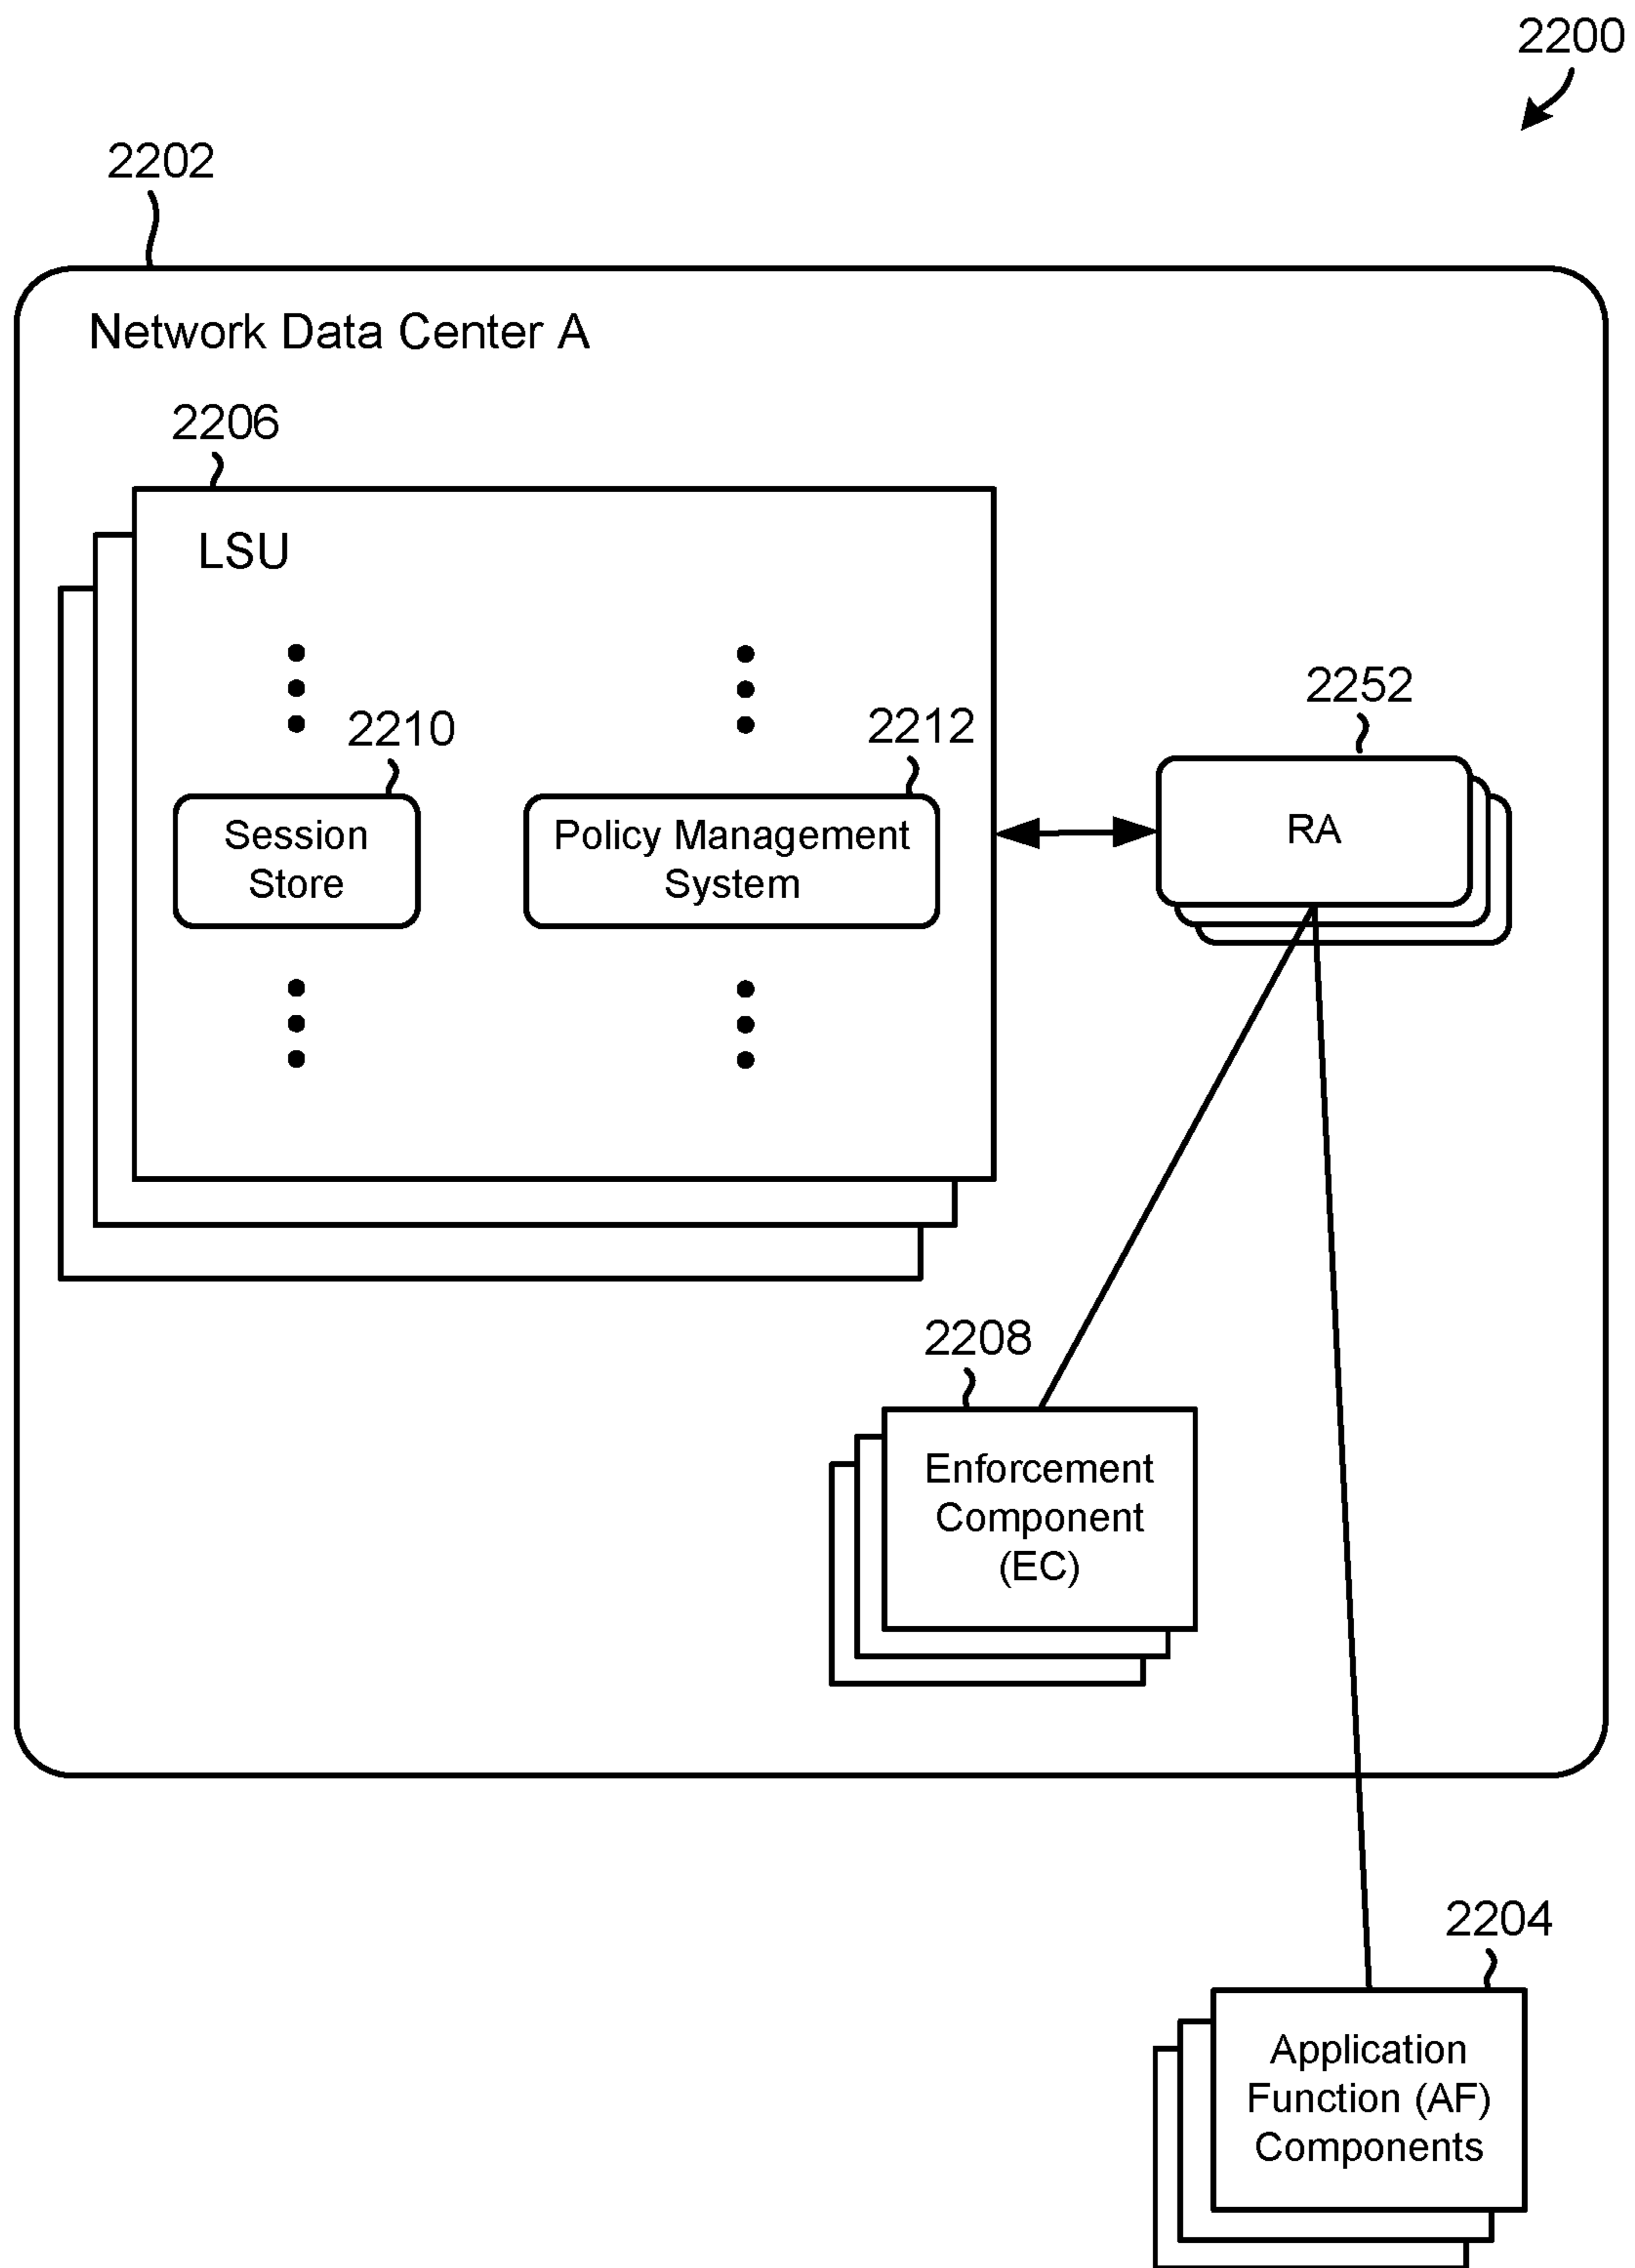 2200
2202
Network Data Center A
2206
LSU
2252
2210
2212
Session
Store
Policy Management
System
RA
2208
Enforcement
Component
(EC)
2204
Application
Function (AF)
Components